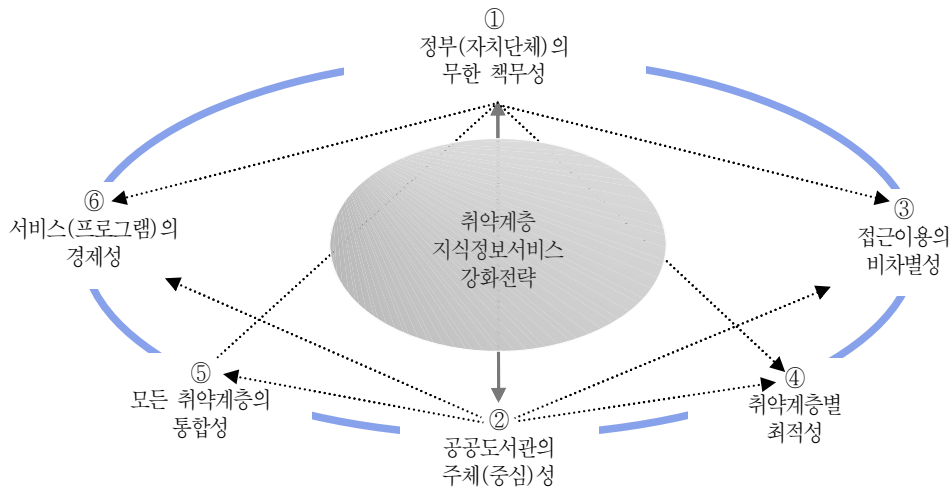 ①
정부(자치단체)의
무한 책무성
⑥
서비스(프로그램)의
경제성
취약계층
지식정보서비스
강화전략
③
접근이용의
비차별성
⑤
모든 취약계층의
통합성
②
공공도서관의
주체(중심)성
④
취약계층별
최적성